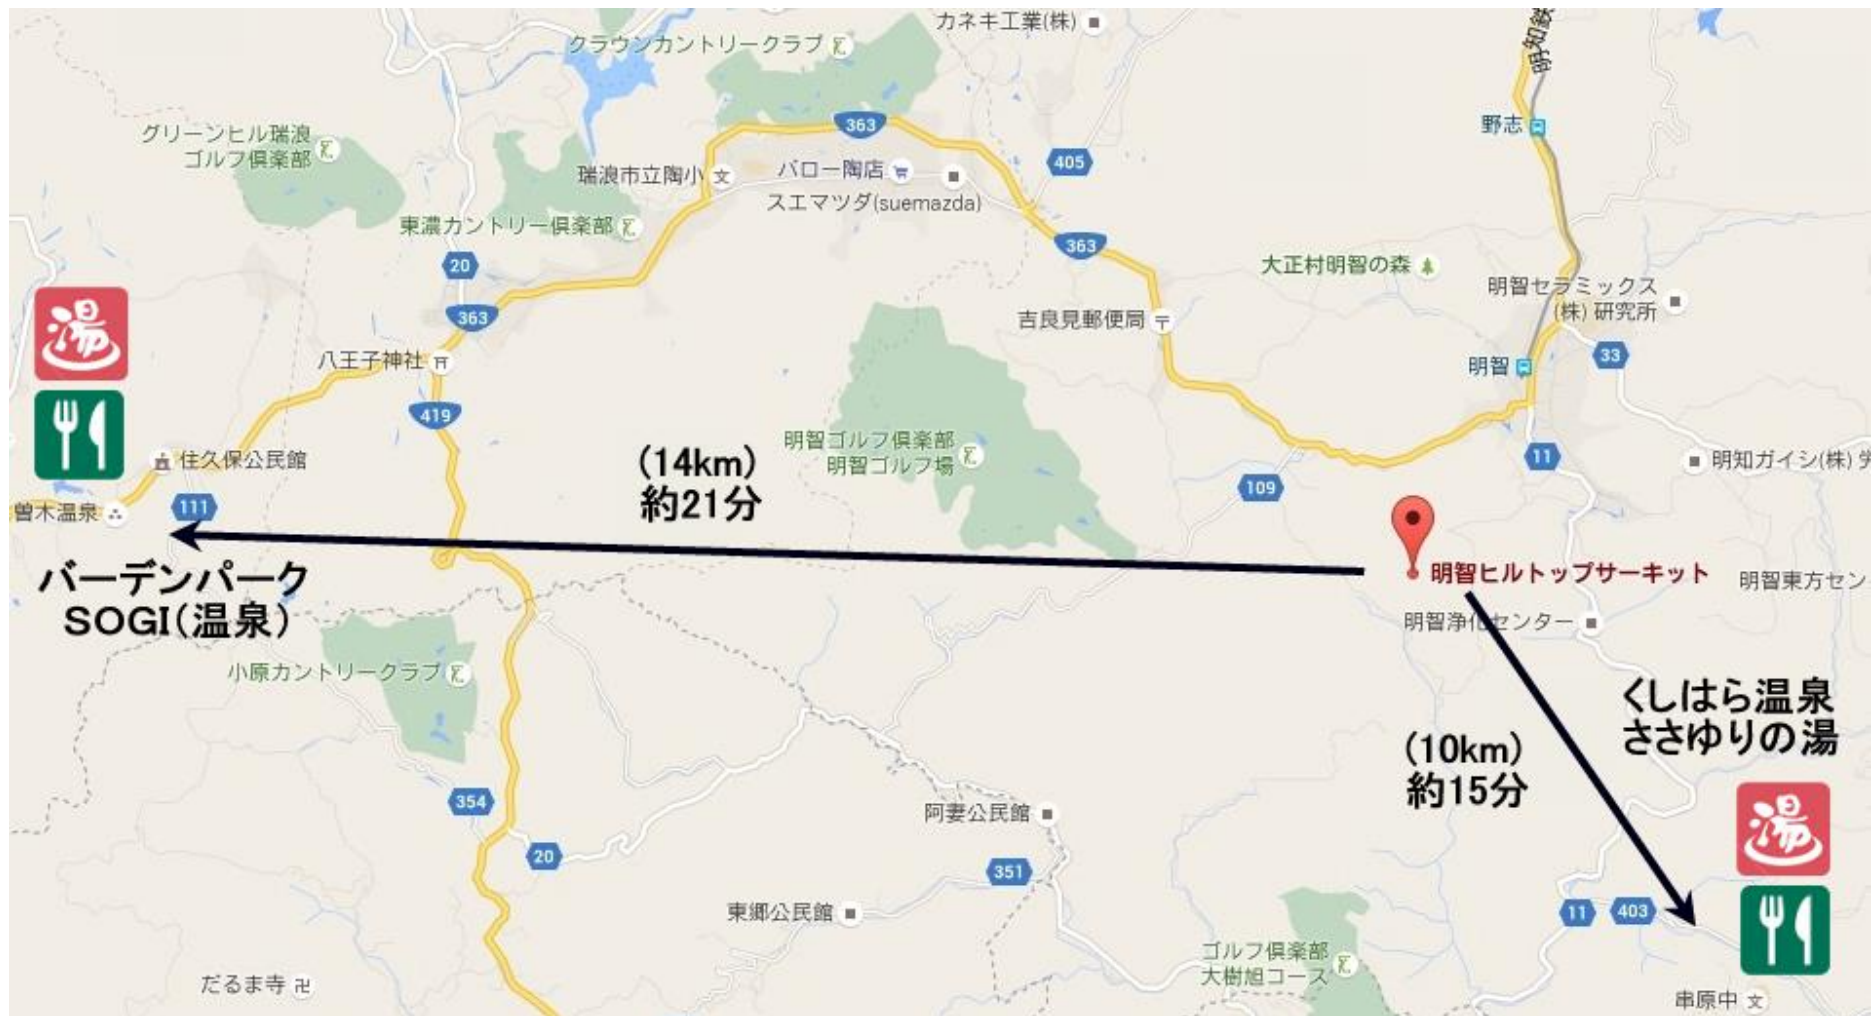 カネキ工業(株)
明知鉄
クラウンカントリークラブ
363
グリーンヒル瑞浪
ゴルフ倶楽部
野志
405
瑞浪市立陶小
バロー陶店
スエマツダ(suemazda)
東濃カントリー倶楽部
363
20
大正村明智の森
明智セラミックス
(株) 研究所
湯
363
吉良見郵便局
33
八王子神社
明智
419
明智ゴルフ倶楽部
明智ゴルフ場
(14km)
約21分
住久保公民館
11
明知ガイシ(株)
109
曽木温泉
111
バーデンパーク
SOGI(温泉)
明智ヒルトップサーキット
明智東方セン
明智浄化センター
小原カントリークラブ
くしはら温泉
ささゆりの湯
(10km)
約15分
354
阿妻公民館
湯
20
351
東郷公民館
11
403
ゴルフ倶楽部
大樹旭コース
だるま寺
串原中